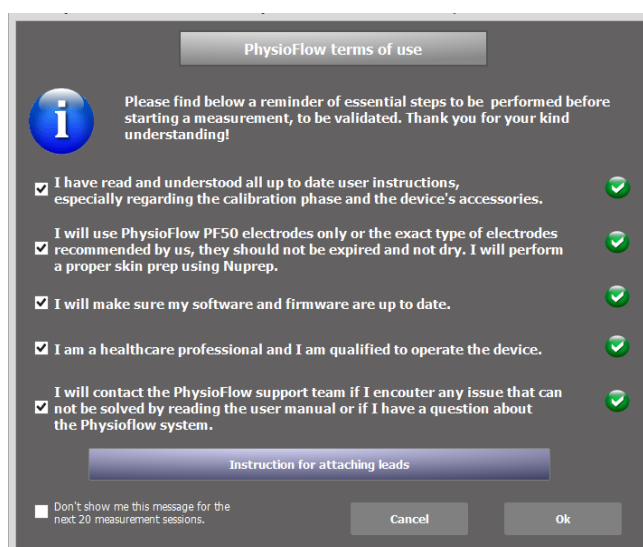 PhysioFlow terms of use
Please find below a reminder of essential steps to be performed before
starting a measurement, to be validated. Thank you for your kind
understanding!
I have read and understood all up to date user instructions,
especially regarding the calibration phase and the device's accessories.
I will use PhysioFlow PF50 electrodes only or the exact type of electrodes
recommended by us, they should not be expired and not dry. I will perform
a proper skin prep using Nuprep.
I will make sure my software and firmware are up to date.
I am a healthcare professional and I am qualified to operate the device.
I will contact the PhysioFlow support team if I encouter any issue that can
not be solved by reading the user manual or if I have a question about
the Physioflow system.
Instruction for attaching leads
Don't show me this message for the
next 20 measurement sessions.
Cancel
Ok